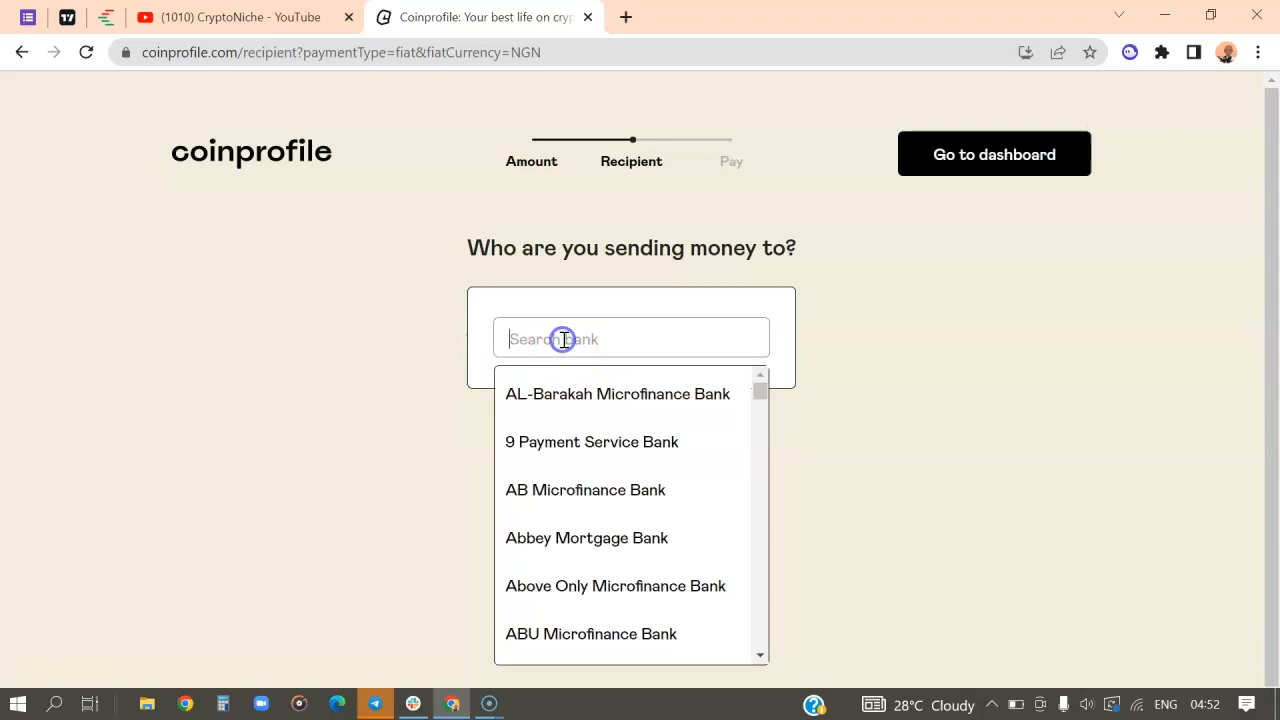 (1010) CryptoNiche - YouTube
Coinprofile: Your best life on cryp
coinprofile.com/recipient?paymentType=fiat&fiatCurrency=NGN
coinprofile
Amount
Recipient
Pay
Go to dashboard
Who are you sending money to?
Search bank
AL-Barakah Microfinance Bank
9 Payment Service Bank
AB Microfinance Bank
Abbey Mortgage Bank
Above Only Microfinance Bank
ABU Microfinance Bank
28°C Cloudy
ENG
04:52